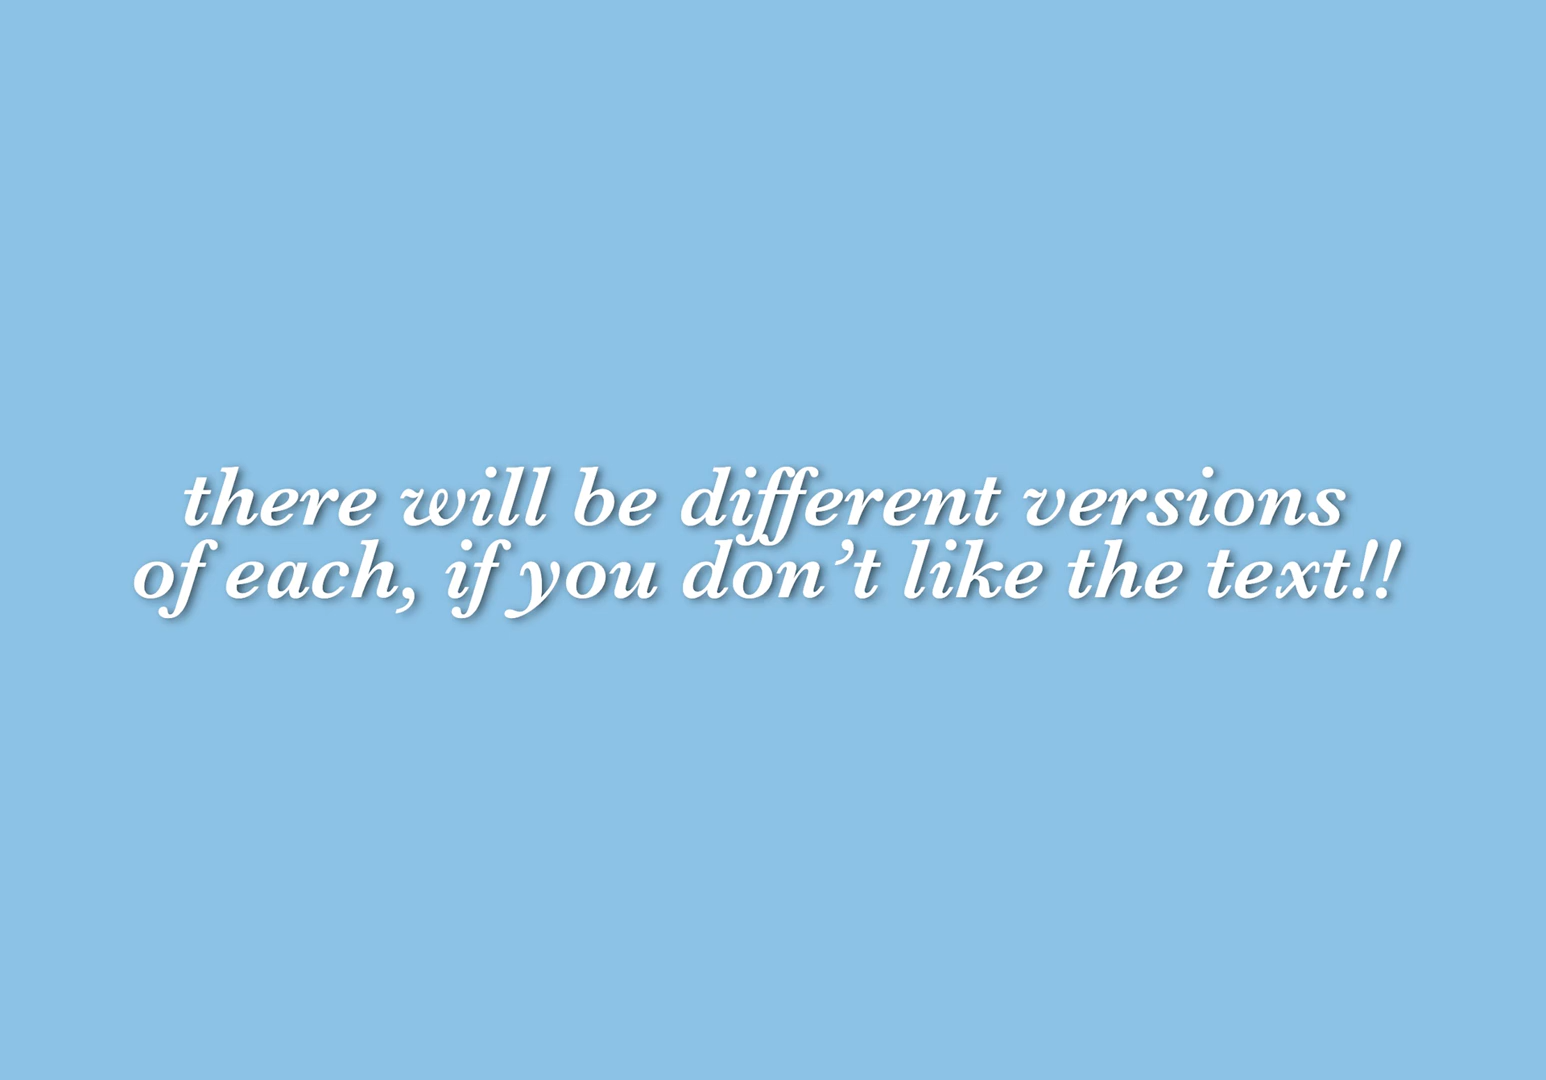 there will be different versions
of each, if you don’t like the text!!